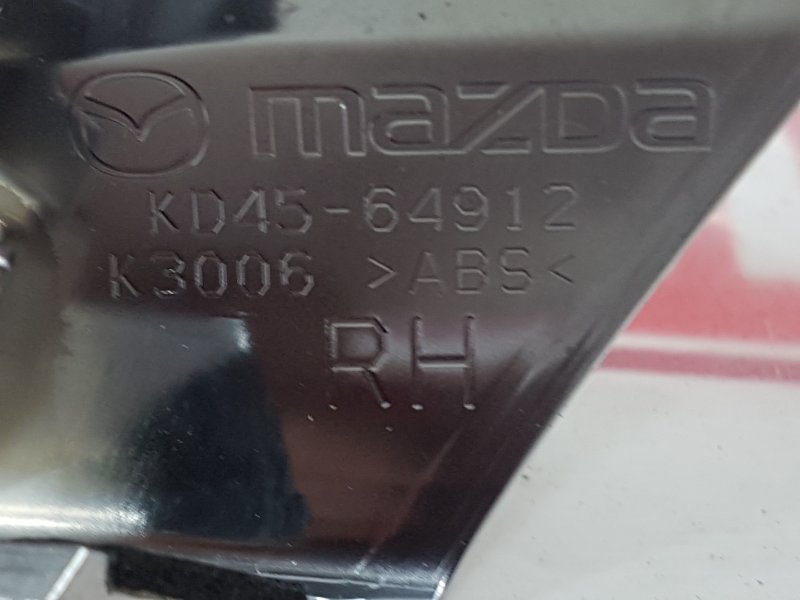 mazda
KD45-64912
K3006 >ABS<
RH